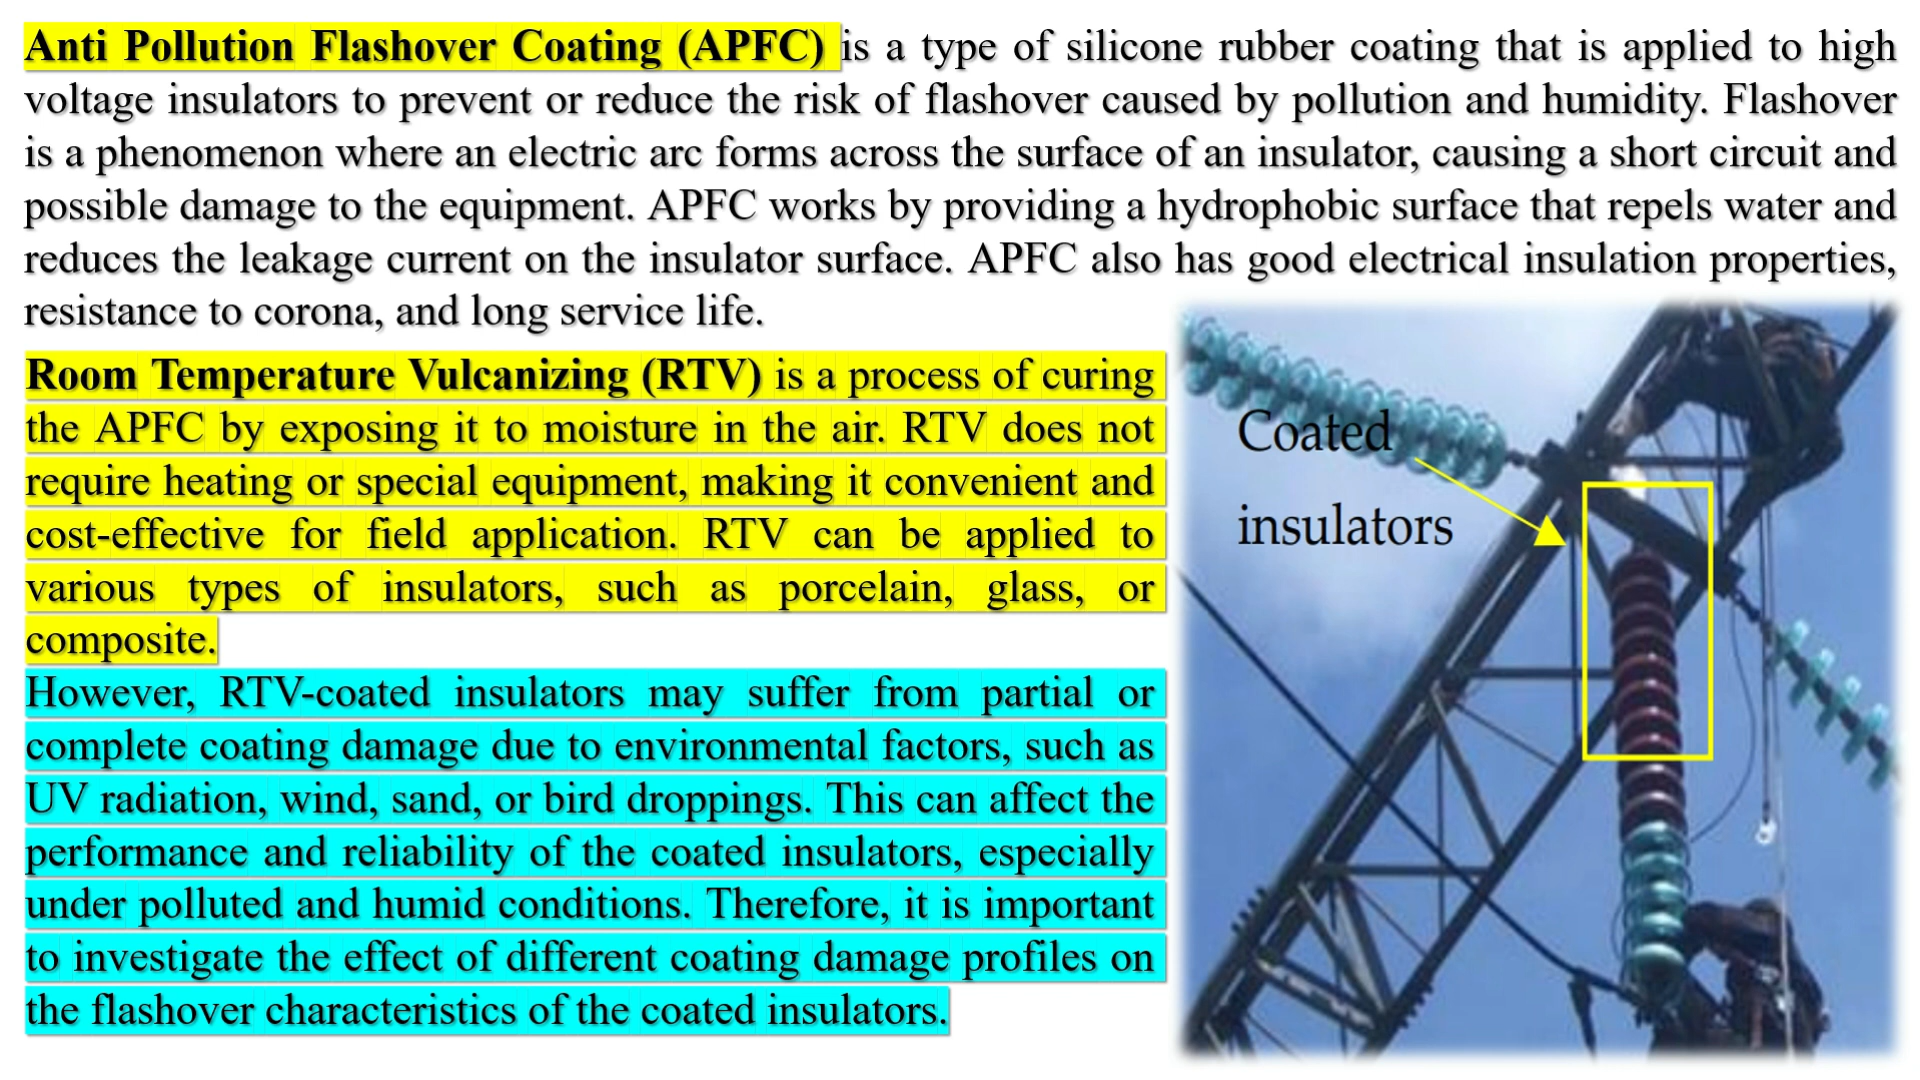 Anti Pollution Flashover Coating (APFC) is a type of silicone rubber coating that is applied to high
voltage insulators to prevent or reduce the risk of flashover caused by pollution and humidity. Flashover
is a phenomenon where an electric arc forms across the surface of an insulator, causing a short circuit and
possible damage to the equipment. APFC works by providing a hydrophobic surface that repels water and
reduces the leakage current on the insulator surface. APFC also has good electrical insulation properties,
resistance to corona, and long service life.
Room Temperature Vulcanizing (RTV) is a process of curing
the APFC by exposing it to moisture in the air. RTV does not
require heating or special equipment, making it convenient and
cost-effective for field application. RTV can be applied to
various types of insulators, such as porcelain, glass, or
composite.
However, RTV-coated insulators may suffer from partial or
complete coating damage due to environmental factors, such as
UV radiation, wind, sand, or bird droppings. This can affect the
performance and reliability of the coated insulators, especially
under polluted and humid conditions. Therefore, it is important
to investigate the effect of different coating damage profiles on
the flashover characteristics of the coated insulators.
Coated
insulators